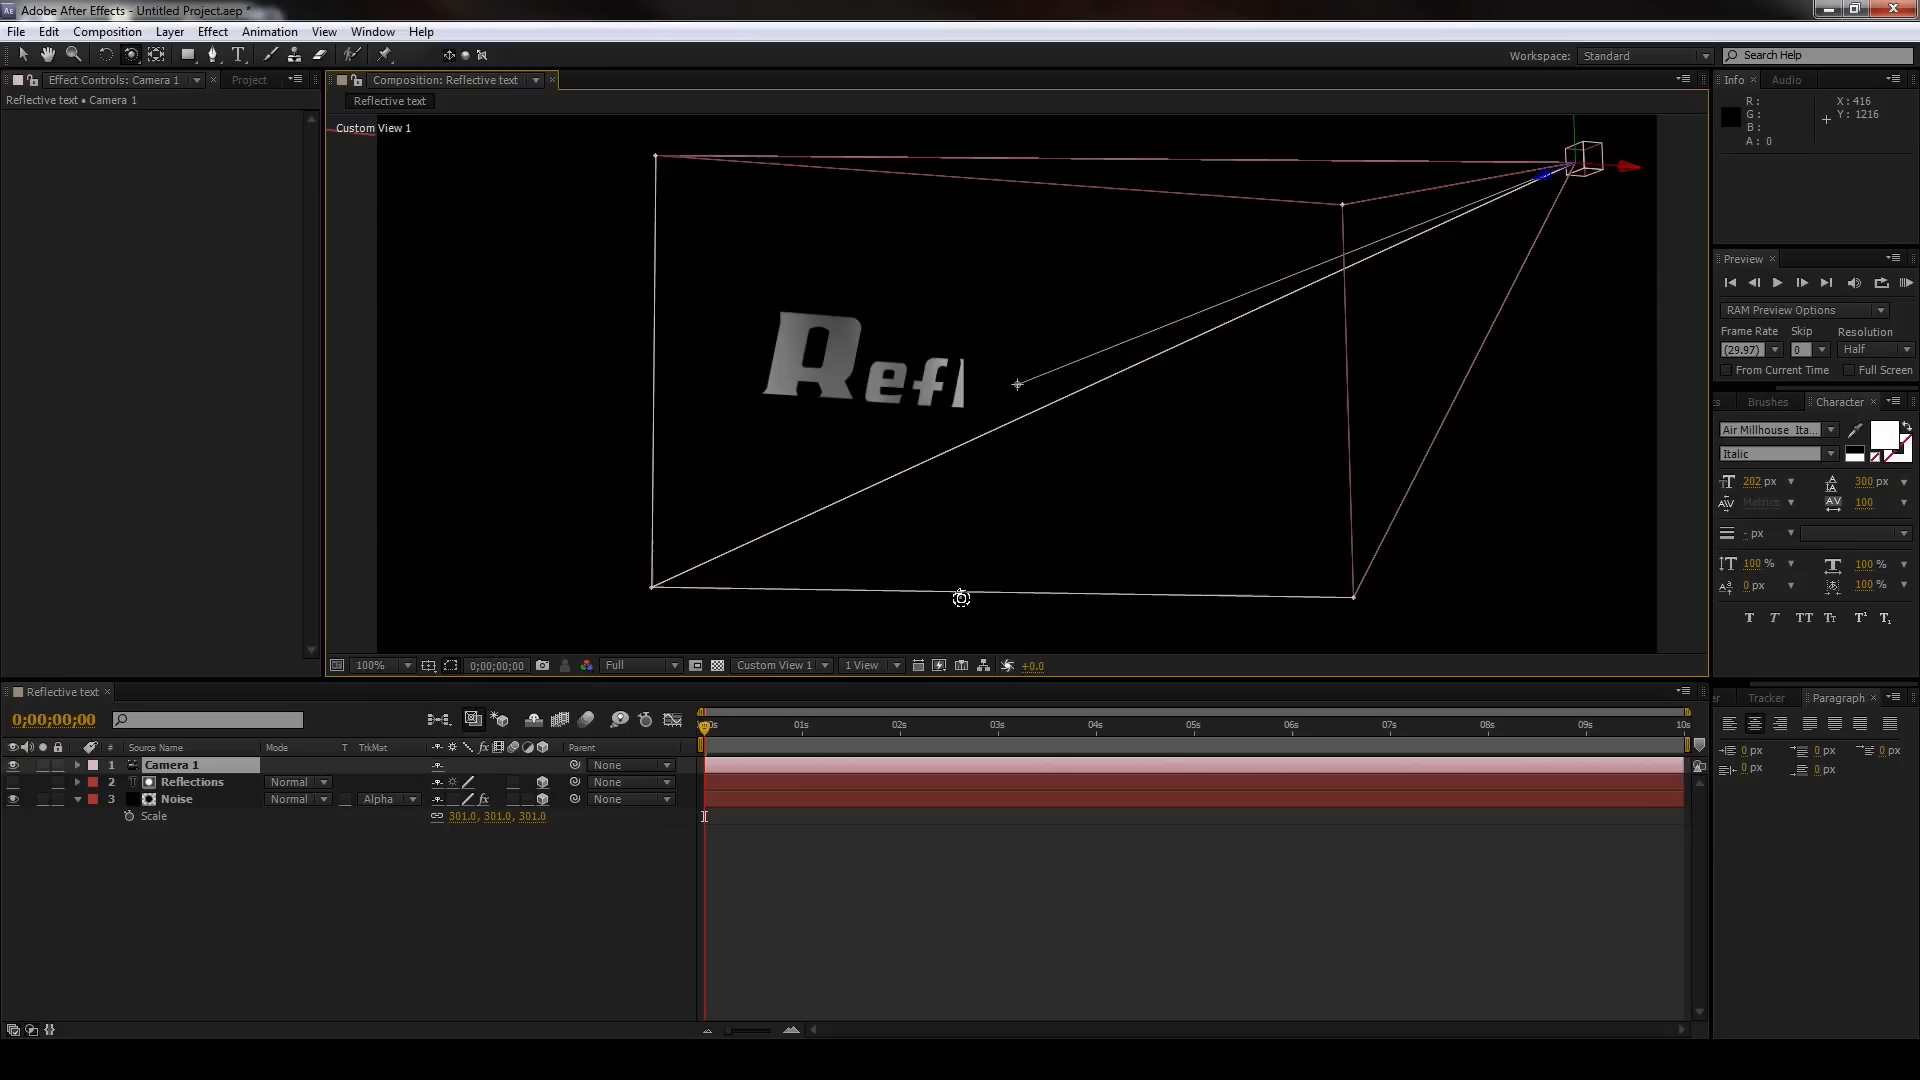 Adobe After Effects - Untitled Project.aep *
File Edit Composition Layer Effect Animation View Window Help
Workspace: Standard Search Help
Effect Controls: Camera 1 Project
Reflective text • Camera 1
Composition: Reflective text
Reflective text
Custom View 1
Refl
100% 0;00;00;00 Full Custom View 1 1 View +0.0
Info Audio
R :
G :
B :
A : 0
X : 416
Y : 1216
Preview
RAM Preview Options
Frame Rate Skip Resolution
(29.97) 0 Half
From Current Time Full Screen
Brushes Character
Air Millhouse Ita...
Italic
202 px 300 px
Metrics 100
- px
100 % 100 %
0 px 100 %
Reflective text
0;00;00;00
01s 02s 03s 04s 05s 06s 07s 08s 09s 10s
# Source Name Mode T TrkMat Parent
1 Camera 1 None
2 Reflections Normal None
3 Noise Normal Alpha None
Scale 301.0, 301.0, 301.0
Tracker Paragraph
0 px 0 px 0 px
0 px 0 px